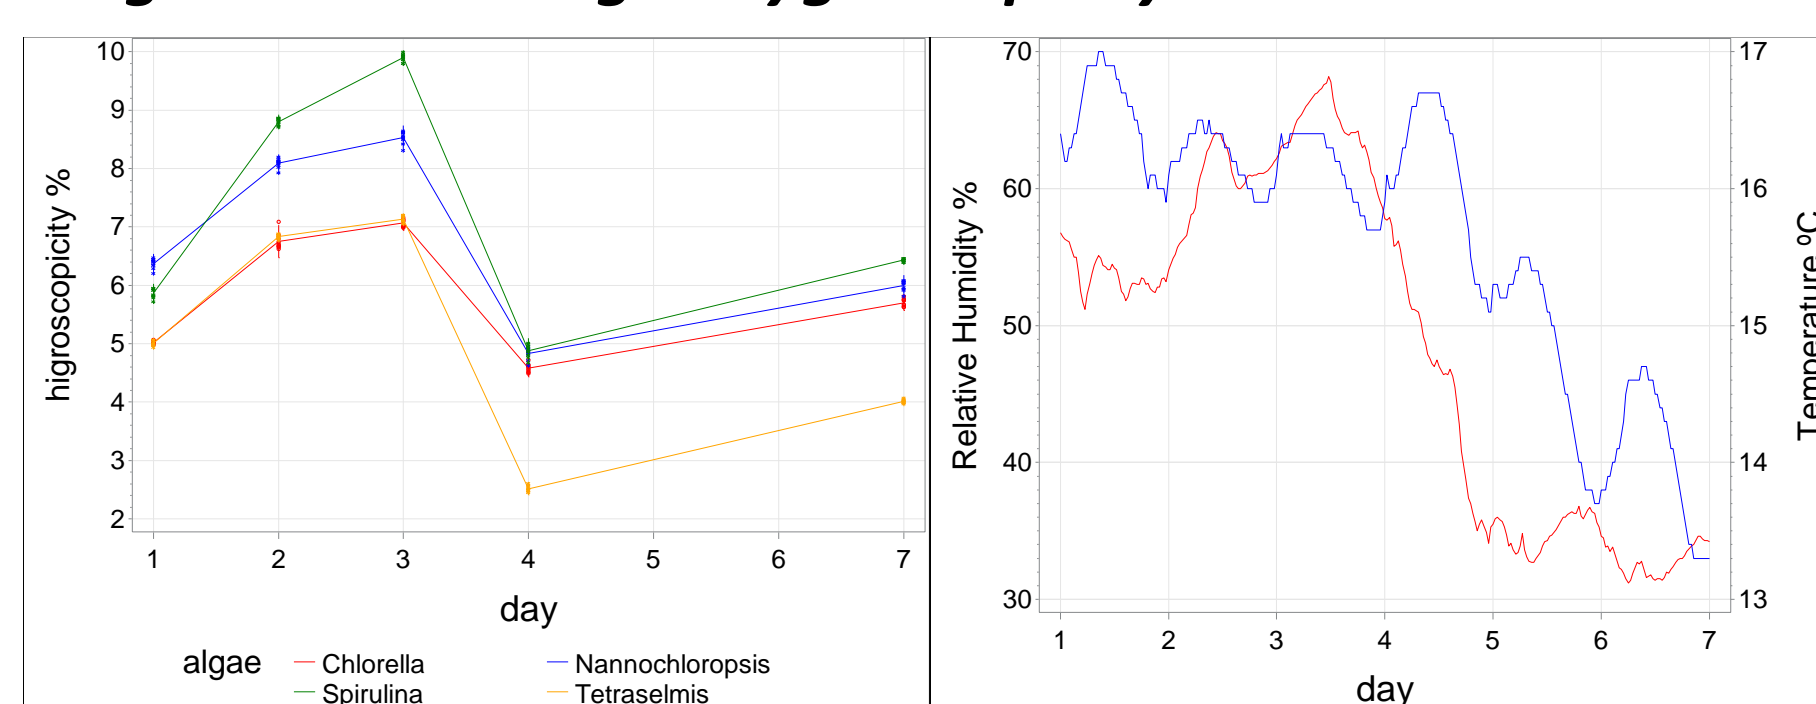 10
9
8
7
6
5
4
3
2
higroscopicity %
1 2 3 4 5 6 7
day
algae
Chlorella
Nannochloropsis
Spirulina
Tetraselmis
70
60
50
40
30
Relative Humidity %
17
16
15
14
13
Temperature ºC
1 2 3 4 5 6 7
day